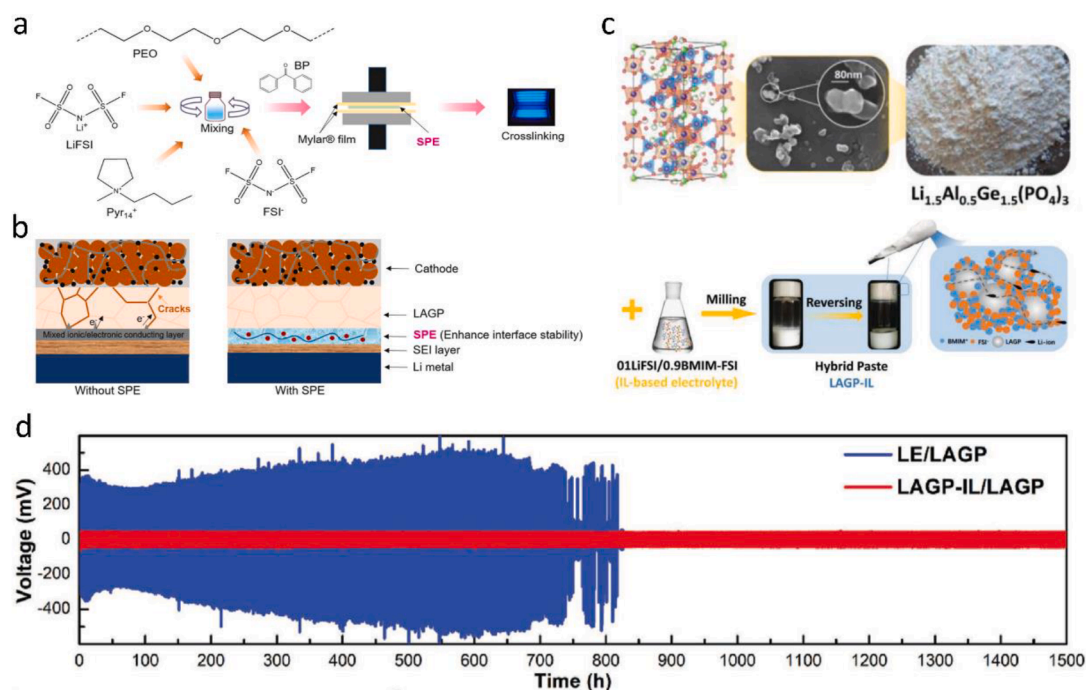 a
PEO
F
O
O
S
N
Li⁺
LiFSI
Mixing
BP
Mylar® film
SPE
Crosslinking
Pyr₁₄⁺
FSI⁻
b
Cathode
Cracks
e⁻
e⁻
LAGP
Mixed ionic/electronic conducting layer
SPE (Enhance interface stability)
SEI layer
Li metal
Without SPE
With SPE
c
80nm
Li₁.₅Al₀.₅Ge₁.₅(PO₄)₃
+
Milling
Reversing
01LiFSI/0.9BMIM-FSI
(IL-based electrolyte)
Hybrid Paste
LAGP-IL
BMIM⁺ FSI⁻ LAGP Li-ion
d
Voltage (mV)
400
200
0
-200
-400
LE/LAGP
LAGP-IL/LAGP
0 100 200 300 400 500 600 700 800 900 1000 1100 1200 1300 1400 1500
Time (h)